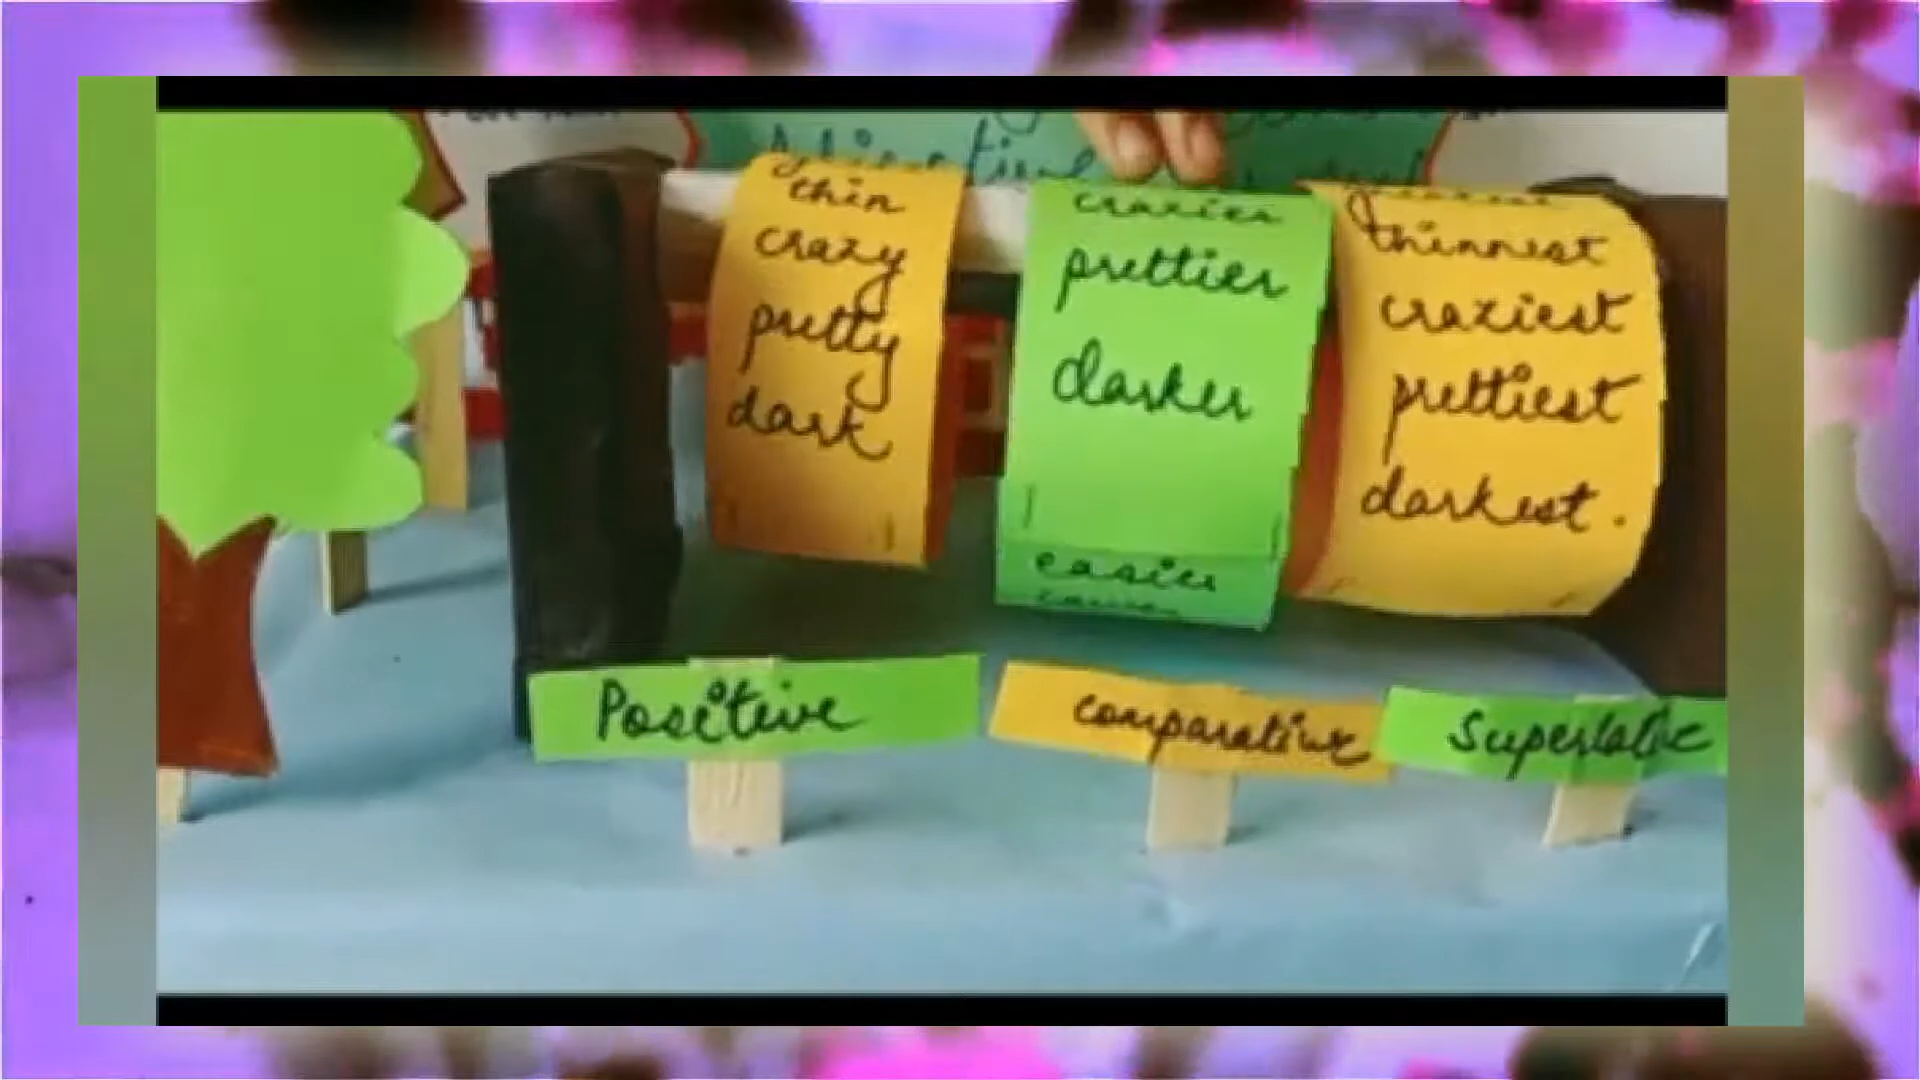 thin
crazy
pretty
dark
crazier
prettier
darker
easier
thinnest
craziest
prettiest
darkest.
Positive
comparative
Superlative